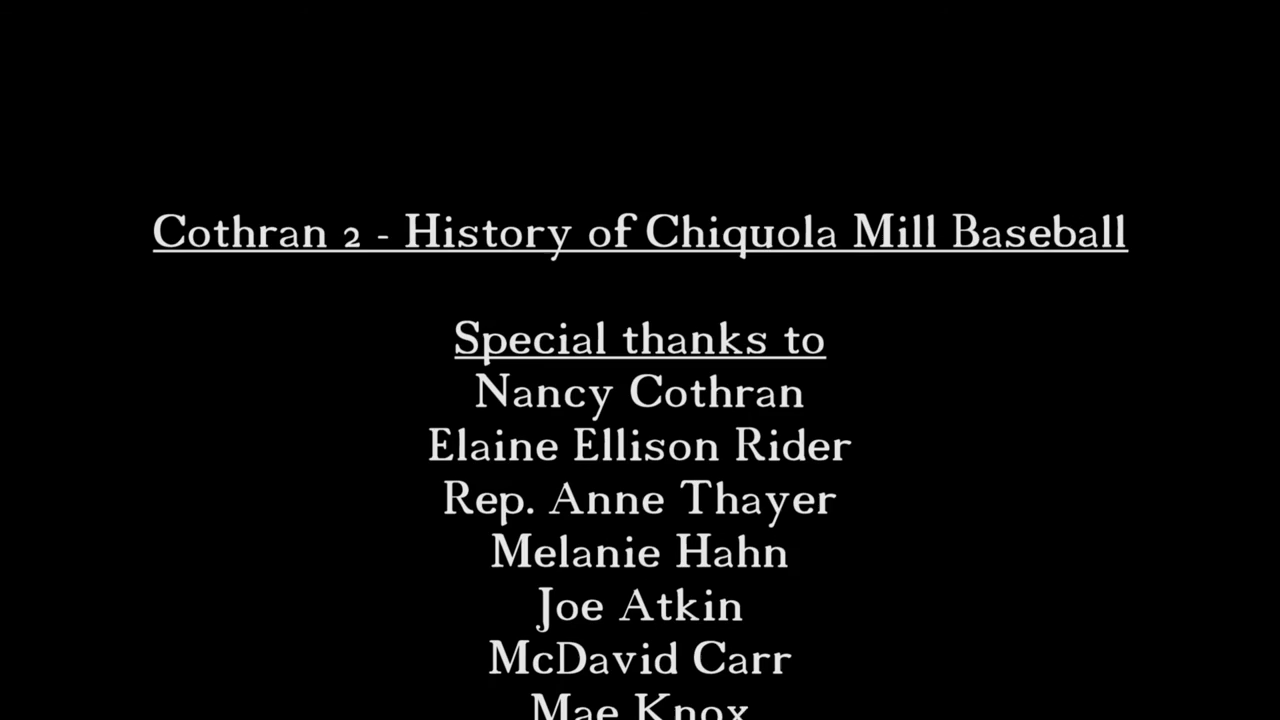 Cothran 2 - History of Chiquola Mill Baseball
Special thanks to
Nancy Cothran
Elaine Ellison Rider
Rep. Anne Thayer
Melanie Hahn
Joe Atkin
McDavid Carr
Mae Knox